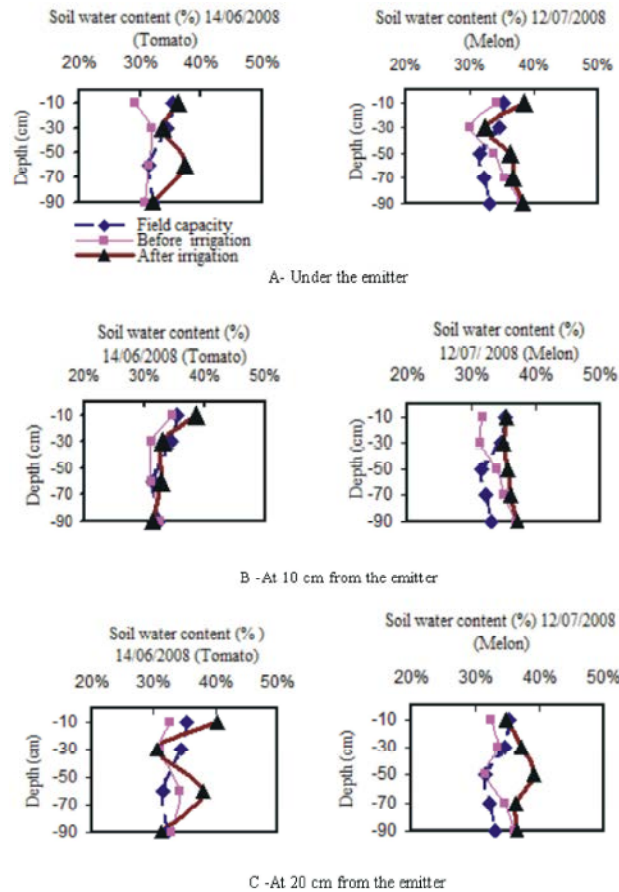 Soil water content (%) 14/06/2008
(Tomato)
20% 30% 40% 50%
Depth (cm)
-10
-30
-50
-70
-90
Field capacity
Before irrigation
After irrigation
Soil water content (%) 12/07/2008
(Melon)
20% 30% 40% 50%
Depth (cm)
-10
-30
-50
-70
-90
A- Under the emitter
Soil water content (%)
14/06/2008 (Tomato)
20% 30% 40% 50%
Depth (cm)
-10
-30
-50
-70
-90
Soil water content (%)
12/07/ 2008 (Melon)
20% 30% 40% 50%
Depth (cm)
-10
-30
-50
-70
-90
B -At 10 cm from the emitter
Soil water content (% )
14/06/2008 (Tomato)
20% 30% 40% 50%
Depth (cm)
-10
-30
-50
-70
-90
Soil water content (%) 12/07/2008
(Melon)
20% 30% 40% 50%
Depth (cm)
-10
-30
-50
-70
-90
C -At 20 cm from the emitter